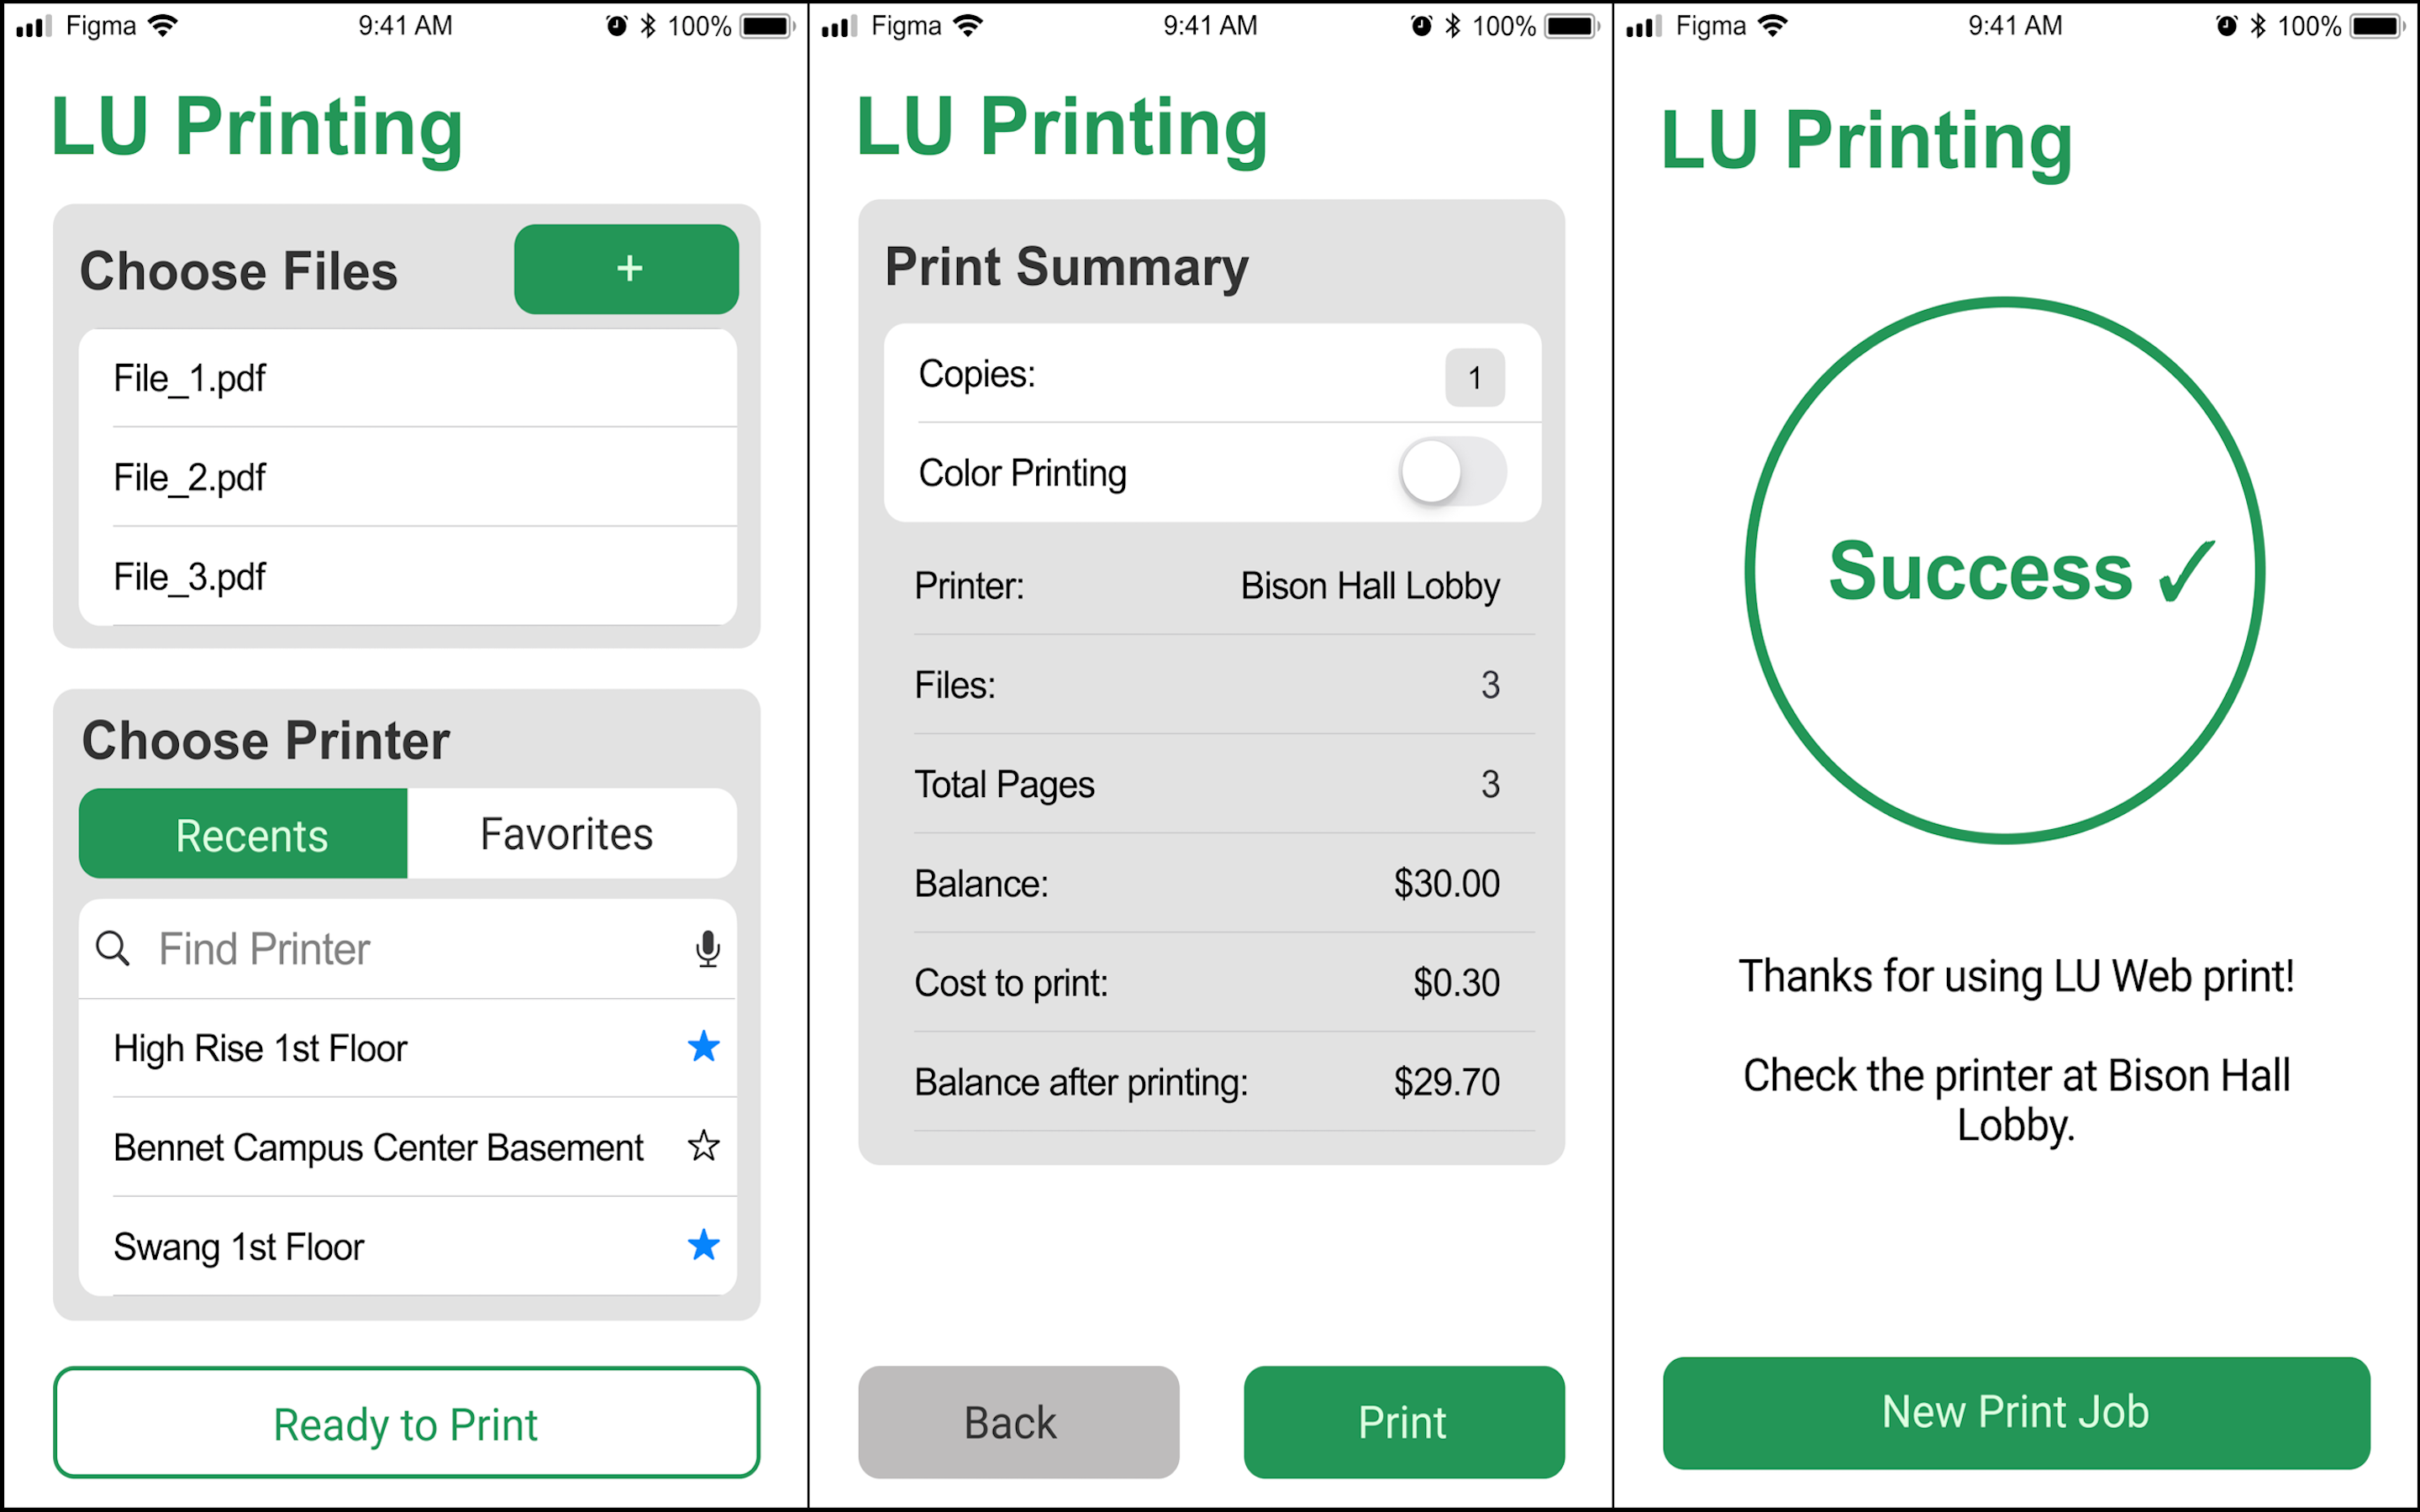 Figma 9:41 AM 100%
LU Printing
Choose Files +
File_1.pdf
File_2.pdf
File_3.pdf
Choose Printer
Recents Favorites
Find Printer
High Rise 1st Floor
Bennet Campus Center Basement
Swang 1st Floor
Ready to Print
Figma 9:41 AM 100%
LU Printing
Print Summary
Copies: 1
Color Printing
Printer: Bison Hall Lobby
Files: 3
Total Pages 3
Balance: $30.00
Cost to print: $0.30
Balance after printing: $29.70
Back Print
Figma 9:41 AM 100%
LU Printing
Success ✓
Thanks for using LU Web print!
Check the printer at Bison Hall
Lobby.
New Print Job